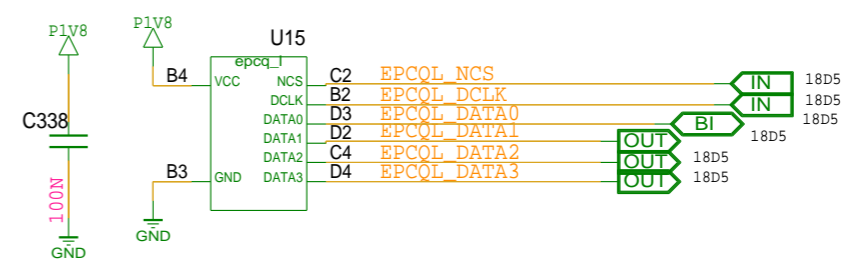 P1V8
P1V8
U15
epcq_l
B4 VCC NCS C2 EPCQL_NCS IN 18D5
DCLK B2 EPCQL_DCLK IN 18D5
C338 DATA0 D3 EPCQL_DATA0 BI 18D5
DATA1 D2 EPCQL_DATA1 OUT 18D5
DATA2 C4 EPCQL_DATA2 OUT 18D5
B3 GND DATA3 D4 EPCQL_DATA3 OUT 18D5
100N
GND
GND